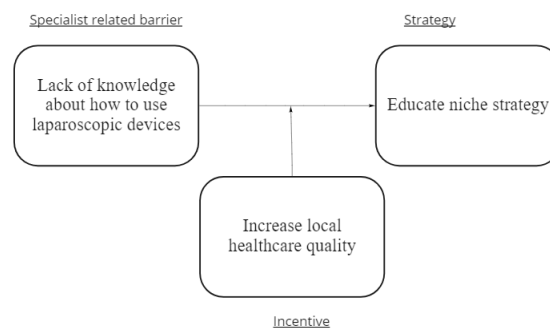 Specialist related barrier
Strategy
Lack of knowledge
about how to use
laparoscopic devices
Educate niche strategy
Increase local
healthcare quality
Incentive